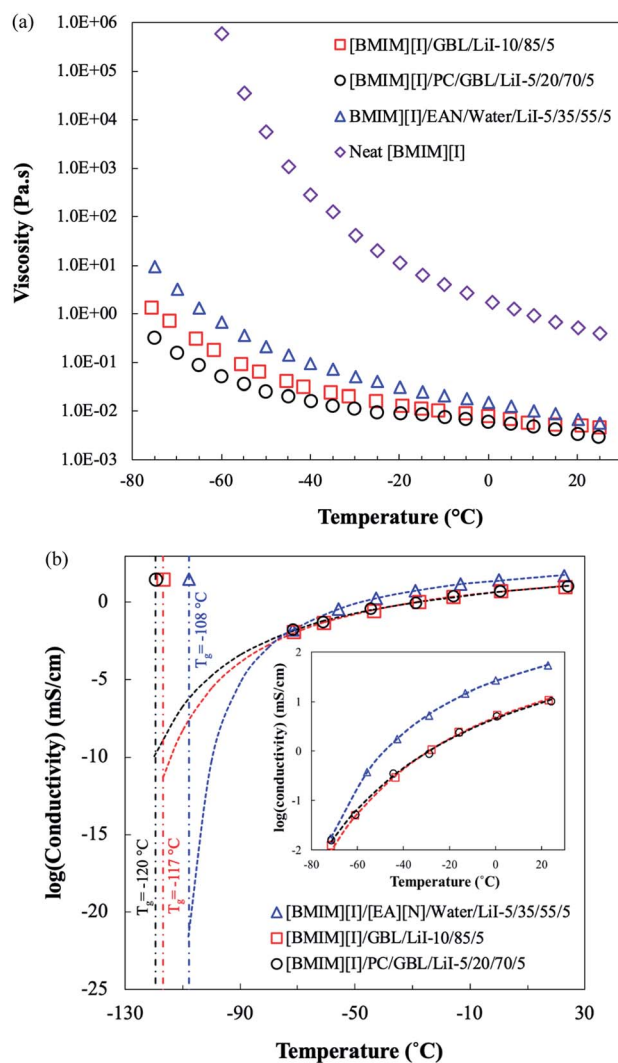 (a)
1.0E+06
1.0E+05
1.0E+04
1.0E+03
1.0E+02
1.0E+01
1.0E+00
1.0E-01
1.0E-02
1.0E-03
Viscosity (Pa.s)
[BMIM][I]/GBL/LiI-10/85/5
[BMIM][I]/PC/GBL/LiI-5/20/70/5
BMIM][I]/EAN/Water/LiI-5/35/55/5
Neat [BMIM][I]
-80 -60 -40 -20 0 20
Temperature (°C)
(b)
0
-5
-10
-15
-20
-25
log(Conductivity) (mS/cm)
Tg= -120 °C
Tg= -117 °C
Tg= -108 °C
2
1
0
-1
-2
log(conductivity) (mS/cm)
-80 -60 -40 -20 0 20
Temperature (˚C)
[BMIM][I]/[EA][N]/Water/LiI-5/35/55/5
[BMIM][I]/GBL/LiI-10/85/5
[BMIM][I]/PC/GBL/LiI-5/20/70/5
-130 -90 -50 -10 30
Temperature (˚C)